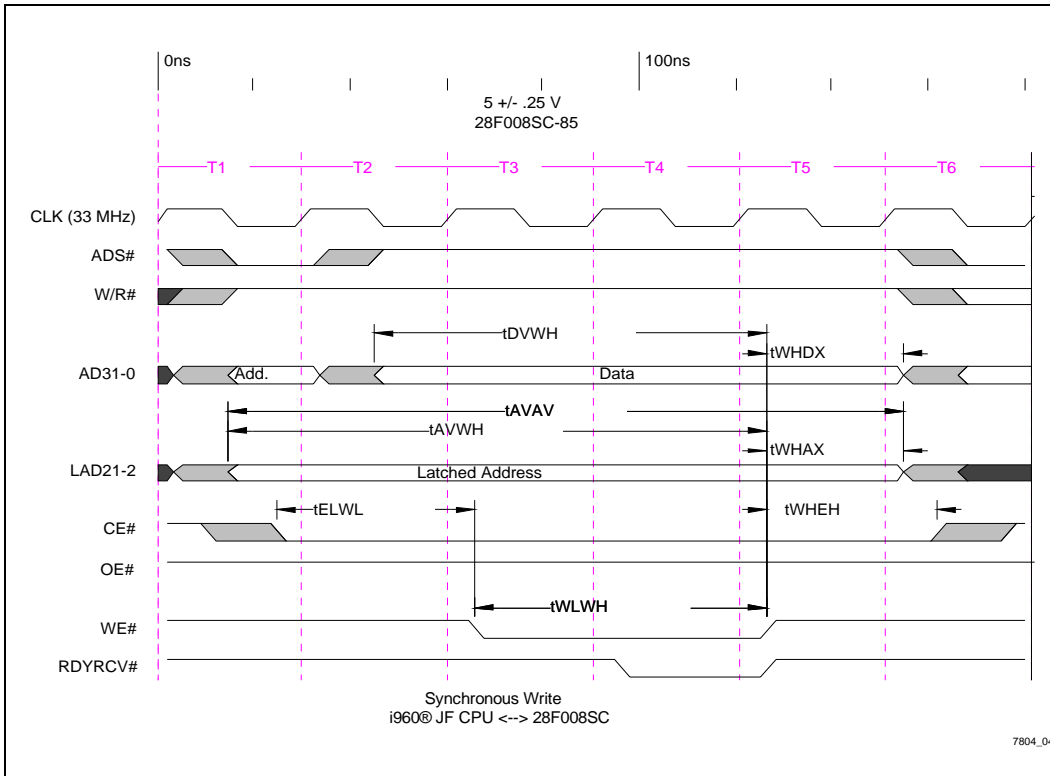 0ns 100ns
5 +/- .25 V
28F008SC-85
T1 T2 T3 T4 T5 T6
CLK (33 MHz)
ADS#
W/R#
tDVWH
tWHDX
AD31-0 Add. Data
tAVAV
tAVWH
tWHAX
LAD21-2 Latched Address
tELWL tWHEH
CE#
OE#
tWLWH
WE#
RDYRCV#
Synchronous Write
i960® JF CPU <--> 28F008SC
7804_04